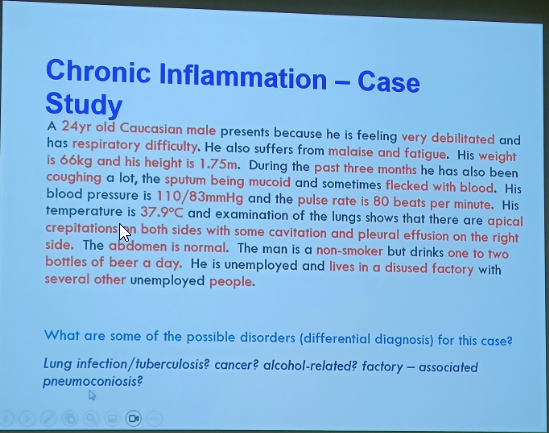 Chronic Inflammation – Case
Study
A 24yr old Caucasian male presents because he is feeling very debilitated and
has respiratory difficulty. He also suffers from malaise and fatigue. His weight
is 66kg and his height is 1.75m. During the past three months he has also been
coughing a lot, the sputum being mucoid and sometimes flecked with blood. His
blood pressure is 110/83mmHg and the pulse rate is 80 beats per minute. His
temperature is 37.9°C and examination of the lungs shows that there are apical
crepitations on both sides with some cavitation and pleural effusion on the right
side. The abdomen is normal. The man is a non-smoker but drinks one to two
bottles of beer a day. He is unemployed and lives in a disused factory with
several other unemployed people.
What are some of the possible disorders (differential diagnosis) for this case?
Lung infection/tuberculosis? cancer? alcohol-related? factory – associated
pneumoconiosis?